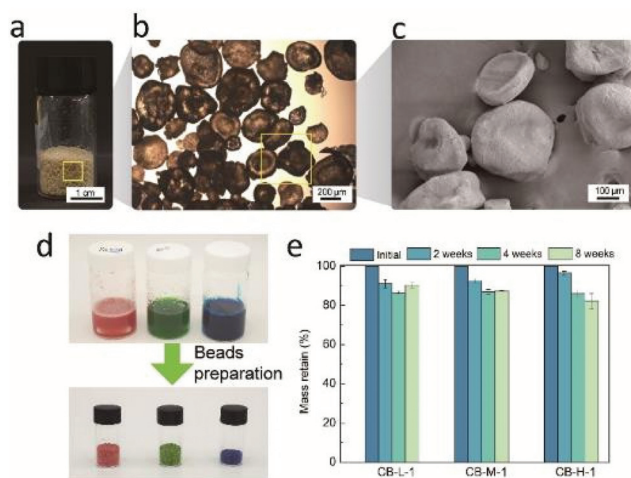 a
b
c
1 cm
200 μm
100 μm
d
Beads
preparation
e
Initial
2 weeks
4 weeks
8 weeks
100
80
60
40
20
0
Mass retain (%)
CB-L-1
CB-M-1
CB-H-1